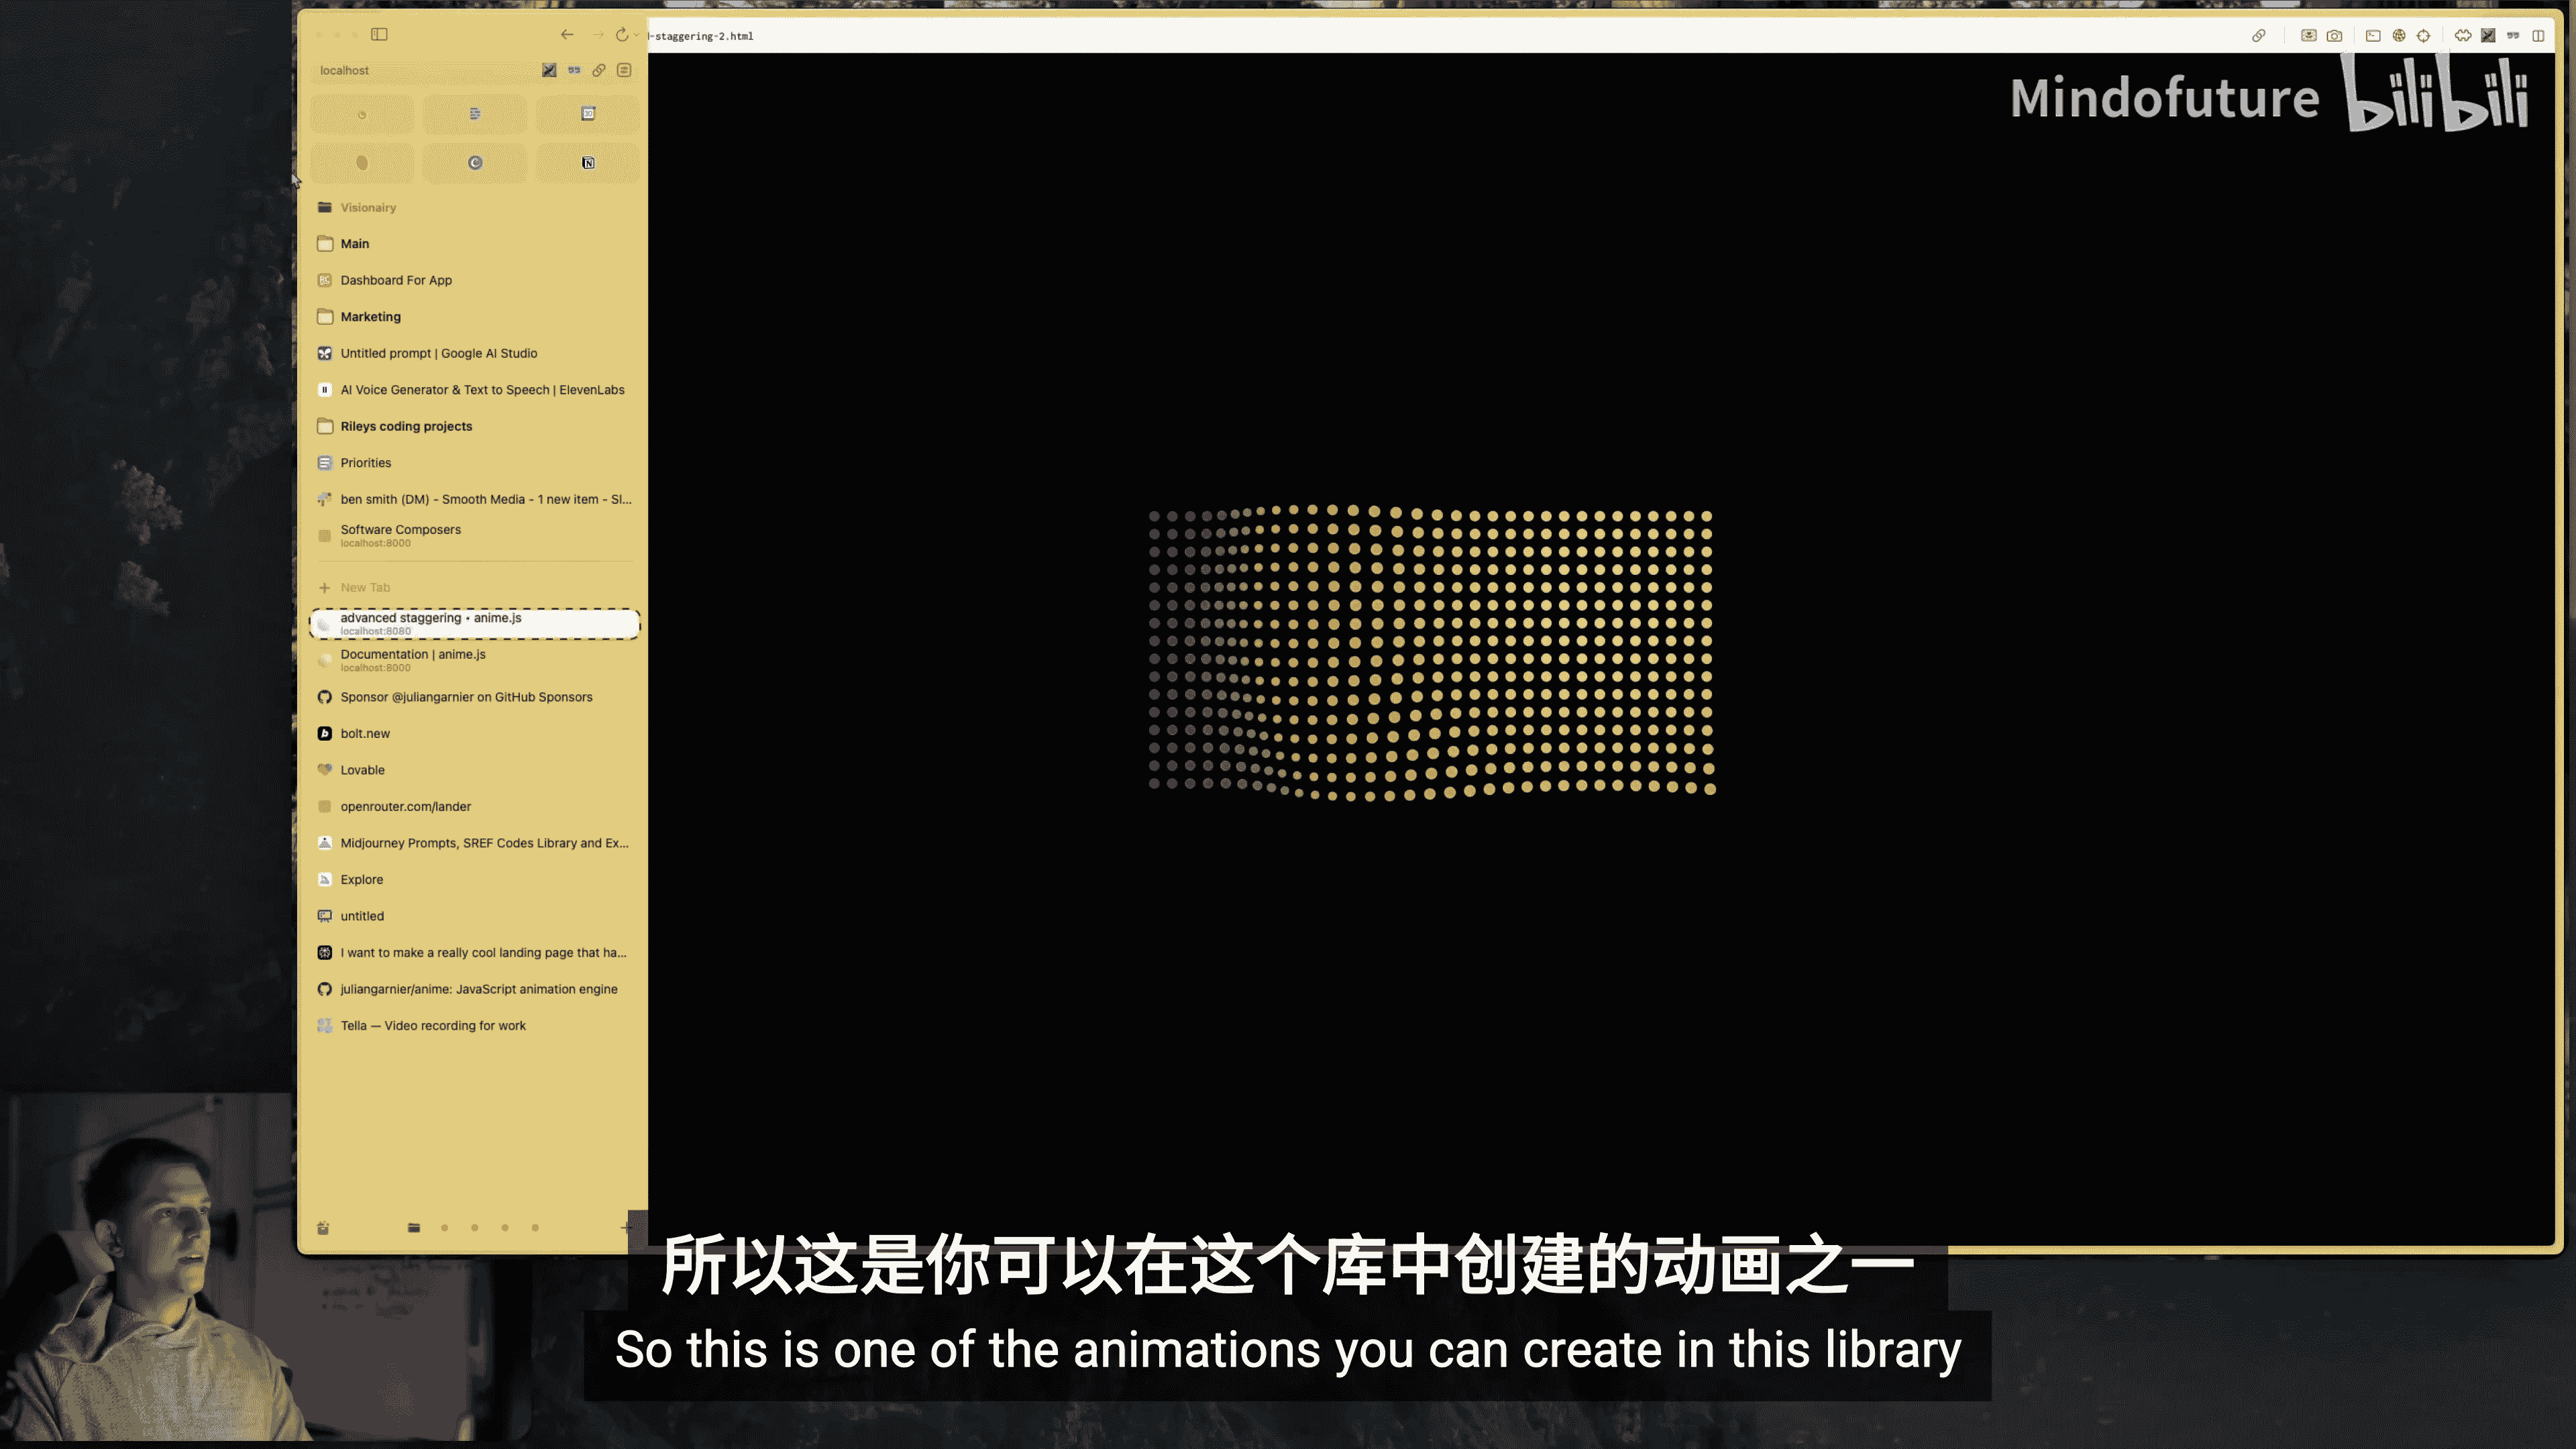 -staggering-2.html
localhost
Mindofuture bilibili
Visionairy
Main
Dashboard For App
Marketing
Untitled prompt | Google AI Studio
AI Voice Generator & Text to Speech | ElevenLabs
Rileys coding projects
Priorities
ben smith (DM) - Smooth Media - 1 new item - Sl...
Software Composers
localhost:8000
New Tab
advanced staggering • anime.js
localhost:8080
Documentation | anime.js
localhost:8000
Sponsor @juliangarnier on GitHub Sponsors
bolt.new
Lovable
openrouter.com/lander
Midjourney Prompts, SREF Codes Library and Ex...
Explore
untitled
I want to make a really cool landing page that ha...
juliangarnier/anime: JavaScript animation engine
Tella — Video recording for work
所以这是你可以在这个库中创建的动画之一
So this is one of the animations you can create in this library